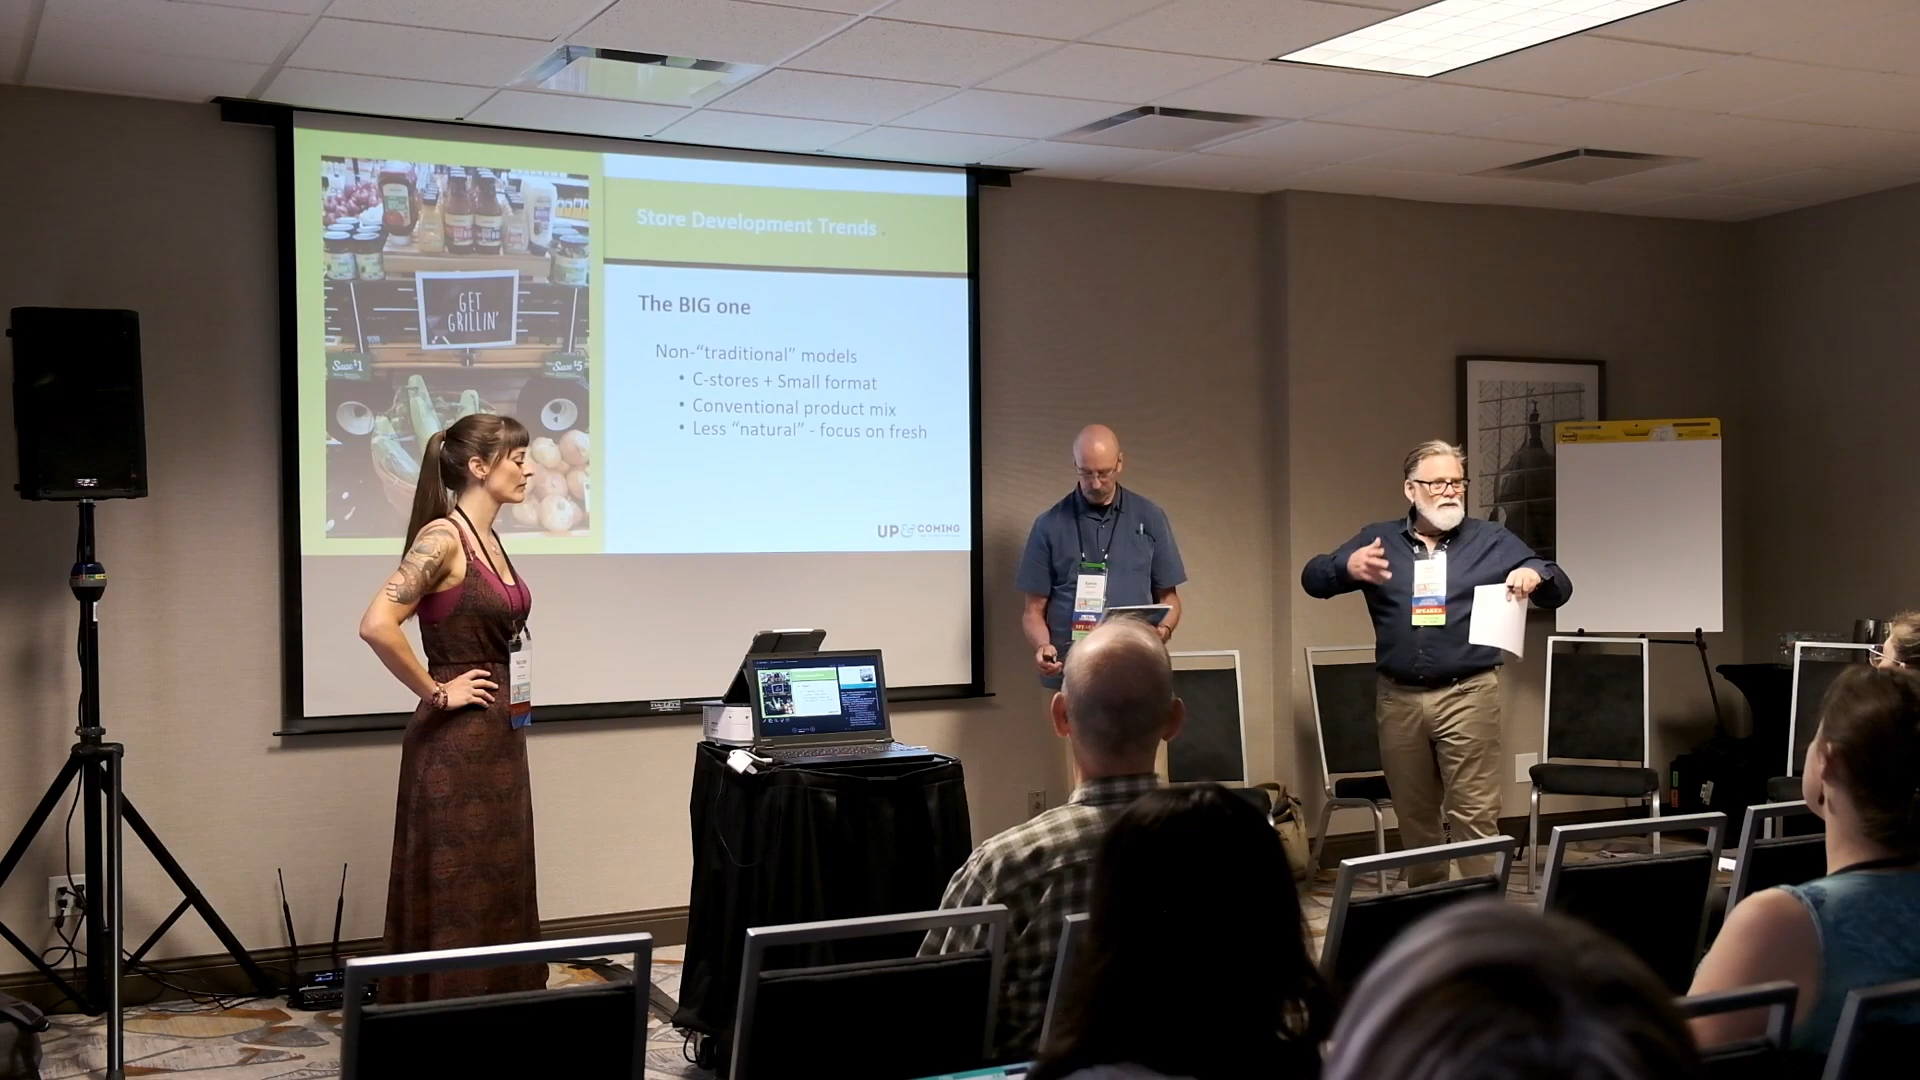 Store Development Trends
The BIG one
Non-“traditional” models
• C-stores + Small format
• Conventional product mix
• Less “natural” - focus on fresh
GET
GRILLIN'
Save $1
Save $5
UP & COMING
SPEAKER